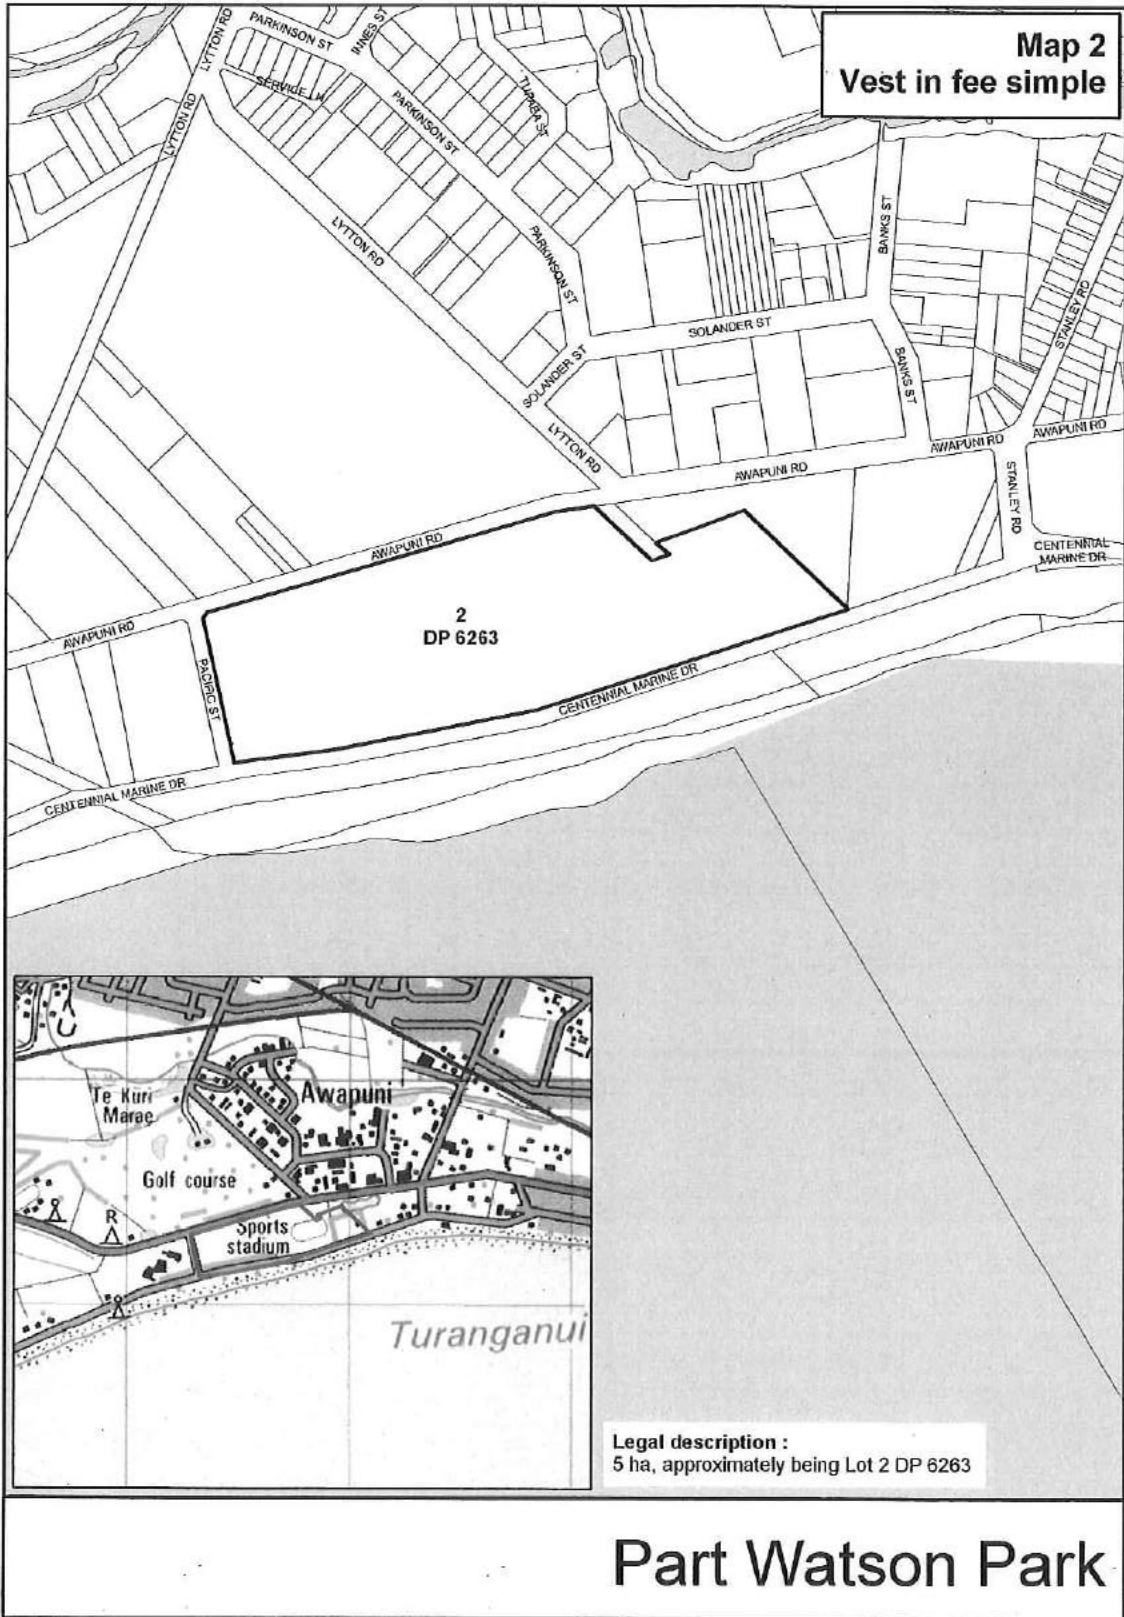 Map 2
Vest in fee simple
PARKINSON ST
INNES ST
LYTTON RD
SERVICE LN
LYTTON RD
PARKINSON ST
LYTTON RD
PARKINSON ST
BANKS ST
STANLEY RD
SOLANDER ST
SOLANDER ST
BANKS ST
LYTTON RD
AWAPUNI RD
AWAPUNI RD
AWAPUNI RD
STANLEY RD
AWAPUNI RD
CENTENNIAL
MARINE DR
2
DP 6263
AWAPUNI RD
PACIFIC ST
CENTENNIAL MARINE DR
CENTENNIAL MARINE DR
Te Kuri
Marae
Awapuni
Golf course
R
Sports
stadium
Turanganui
Legal description :
5 ha, approximately being Lot 2 DP 6263
Part Watson Park